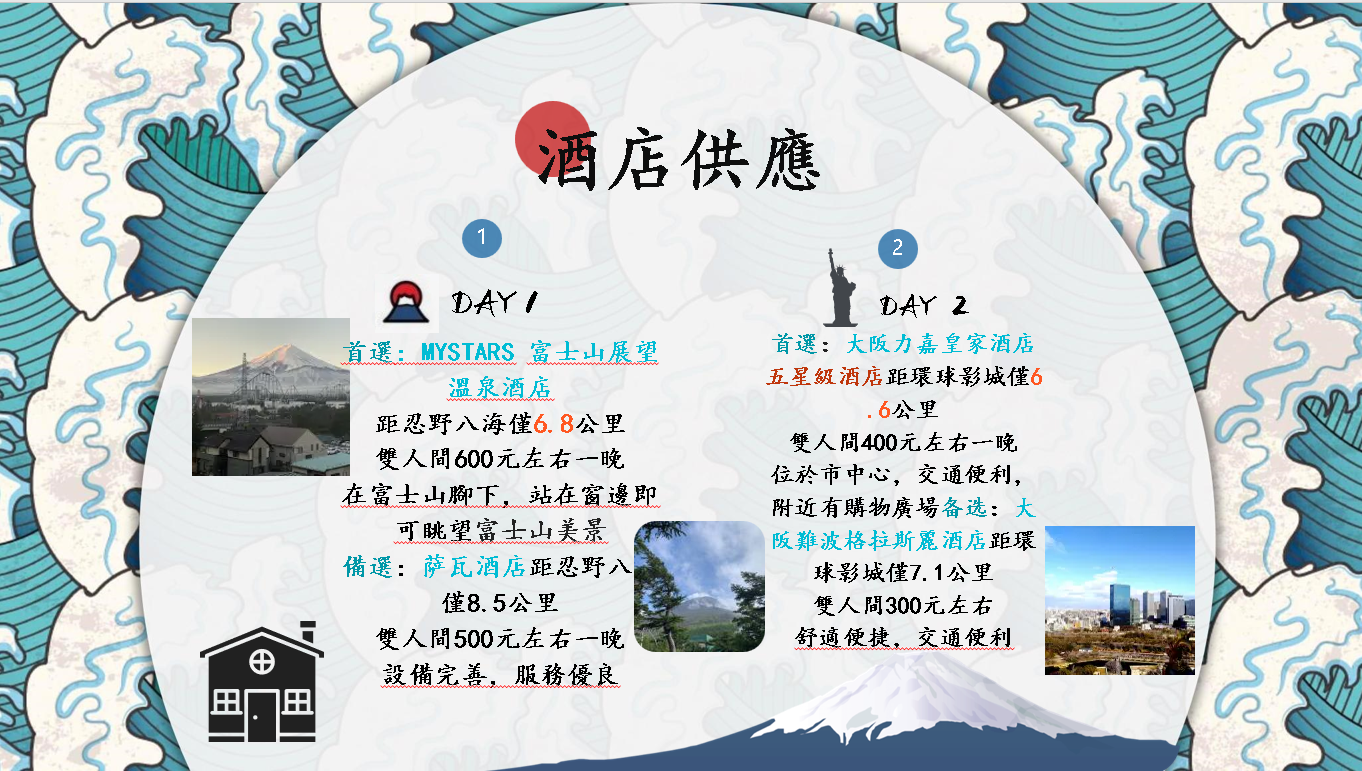 酒店供應
1
DAY 1
首選：MYSTARS 富士山展望
溫泉酒店
距忍野八海僅6.8公里
雙人間600元左右一晚
在富士山腳下，站在窗邊即
可眺望富士山美景
備選：萨瓦酒店距忍野八
僅8.5公里
雙人間500元左右一晚
設備完善，服務優良
2
DAY 2
首選：大阪力嘉皇家酒店
五星級酒店距環球影城僅6
.6公里
雙人間400元左右一晚
位於市中心，交通便利，
附近有購物廣場备选：大
阪難波格拉斯麗酒店距環
球影城僅7.1公里
雙人間300元左右
舒適便捷，交通便利